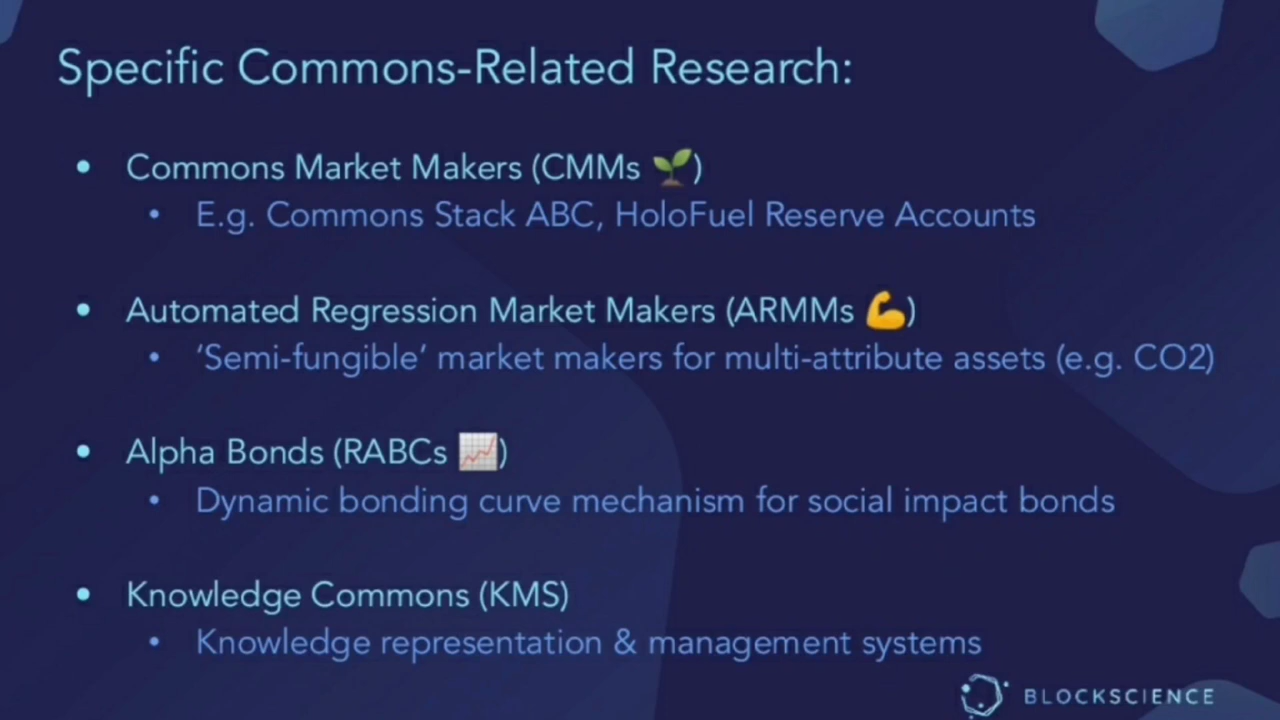 Specific Commons-Related Research:
• Commons Market Makers (CMMs 🌱)
• E.g. Commons Stack ABC, HoloFuel Reserve Accounts
• Automated Regression Market Makers (ARMMs 💪)
• ‘Semi-fungible’ market makers for multi-attribute assets (e.g. CO2)
• Alpha Bonds (RABCs 📈)
• Dynamic bonding curve mechanism for social impact bonds
• Knowledge Commons (KMS)
• Knowledge representation & management systems
BLOCKSCIENCE